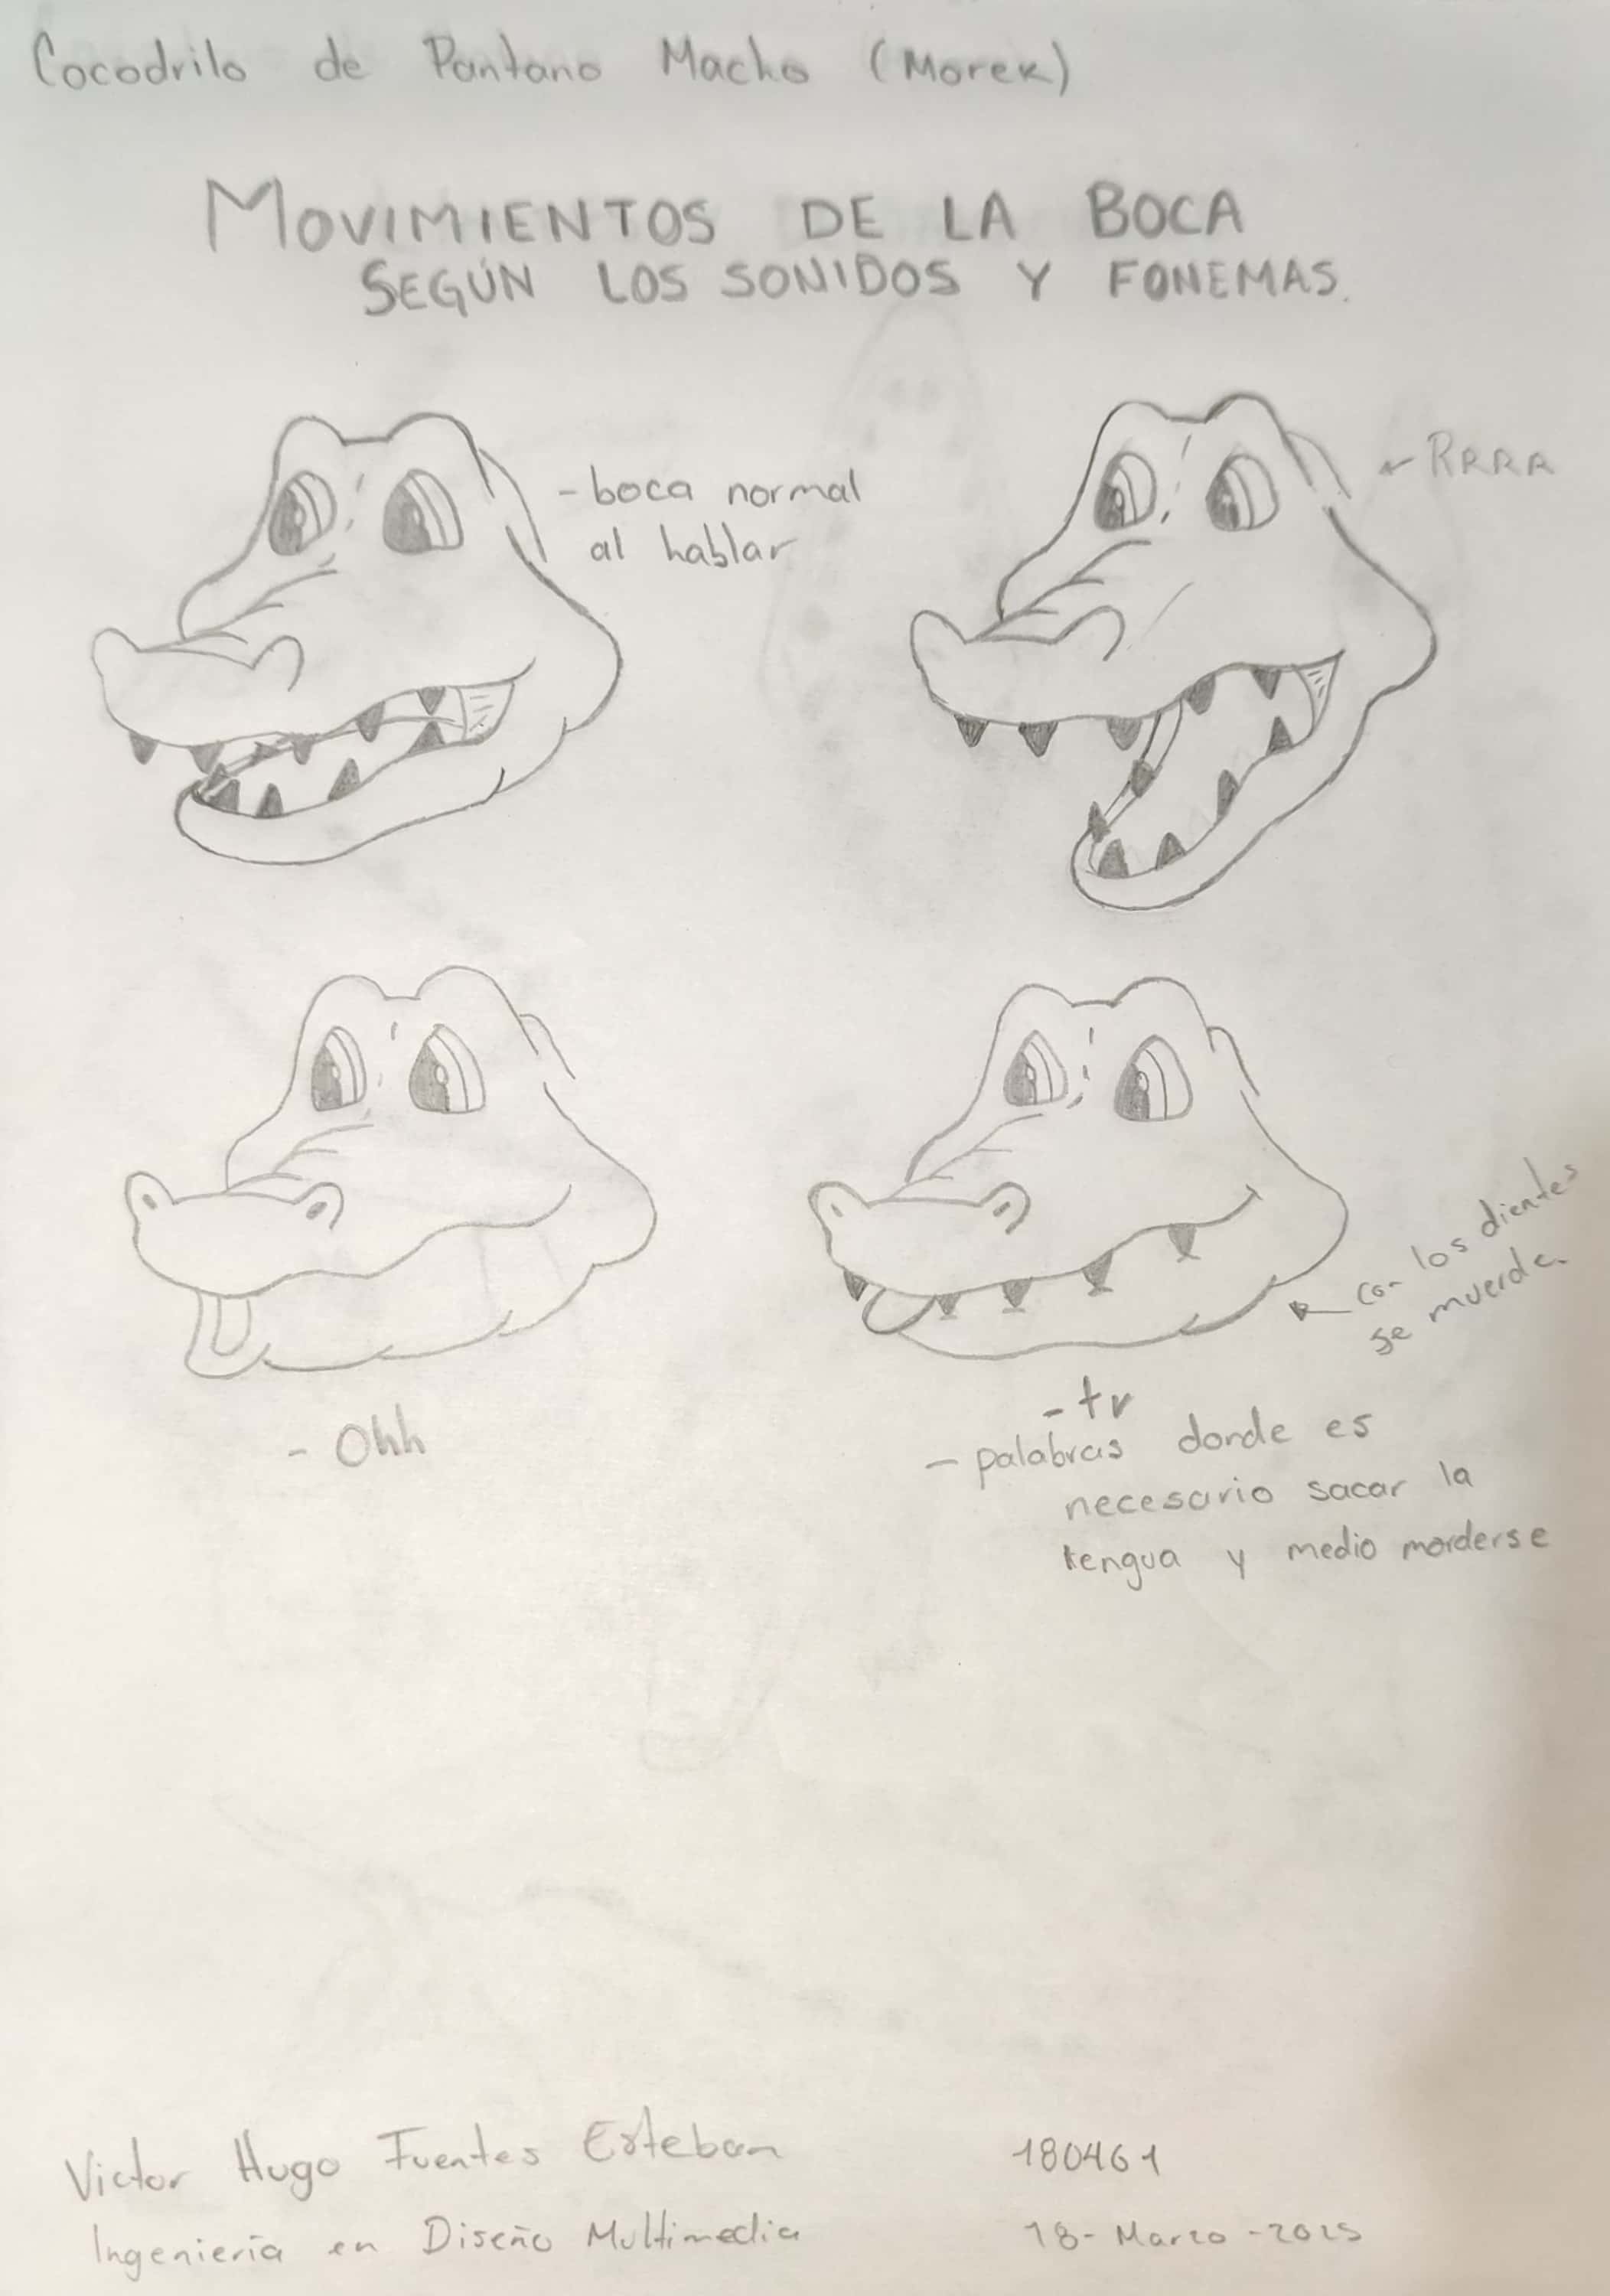 Cocodrilo de Pantano Macho (Morek)
MOVIMIENTOS DE LA BOCA
SEGÚN LOS SONIDOS Y FONEMAS.
-boca normal
al hablar
RRRR
- Ohh
con los dientes
se muerde.
- tr
- palabras donde es
necesario sacar la
lengua y medio morderse
Victor Hugo Fuentes Esteban
180461
Ingeniería en Diseño Multimedia
18-Marzo-2025